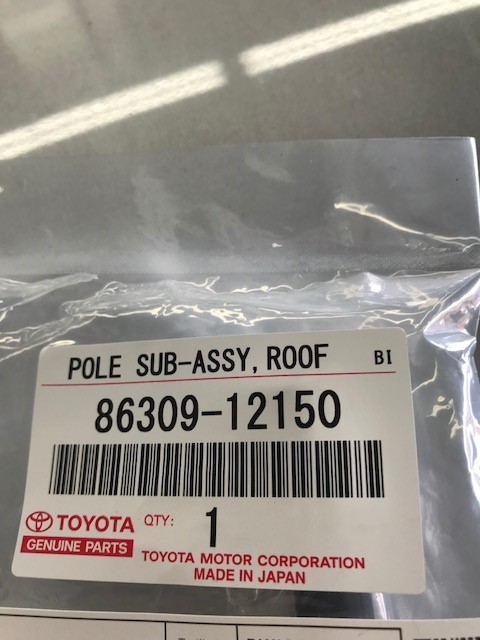 POLE SUB-ASSY, ROOF BI
86309-12150
TOYOTA QTY: 1
GENUINE PARTS
TOYOTA MOTOR CORPORATION
MADE IN JAPAN